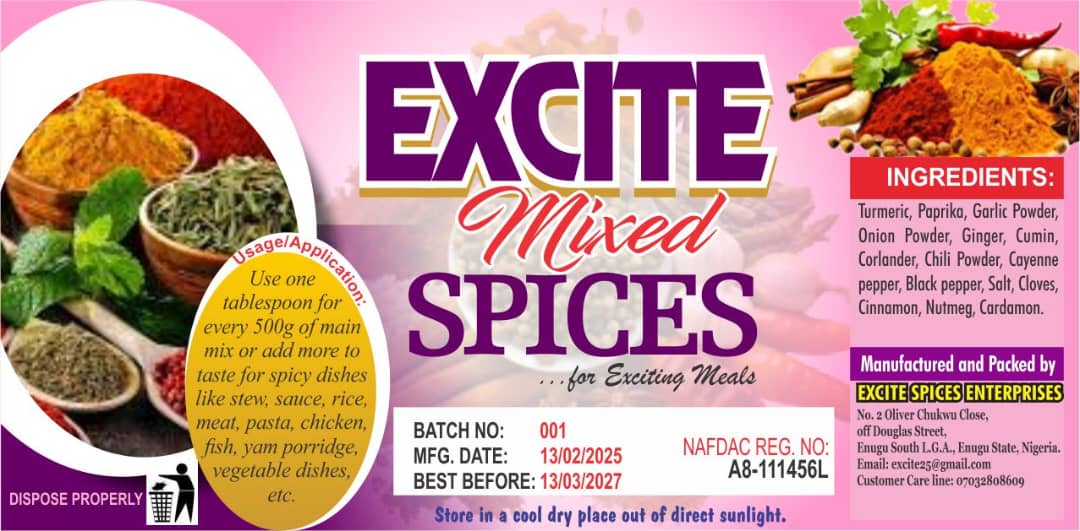 EXCITE
Mixed
SPICES
...for Exciting Meals
Usage/Application:
Use one
tablespoon for
every 500g of main
mix or add more to
taste for spicy dishes
like stew, sauce, rice,
meat, pasta, chicken,
fish, yam porridge,
vegetable dishes,
etc.
DISPOSE PROPERLY
BATCH NO: 001
MFG. DATE: 13/02/2025
BEST BEFORE: 13/03/2027
NAFDAC REG. NO:
A8-111456L
Store in a cool dry place out of direct sunlight.
INGREDIENTS:
Turmeric, Paprika, Garlic Powder,
Onion Powder, Ginger, Cumin,
Corlander, Chili Powder, Cayenne
pepper, Black pepper, Salt, Cloves,
Cinnamon, Nutmeg, Cardamon.
Manufactured and Packed by
EXCITE SPICES ENTERPRISES
No. 2 Oliver Chukwu Close,
off Douglas Street,
Enugu South L.G.A., Enugu State, Nigeria.
Email: excite25@gmail.com
Customer Care line: 07032808609